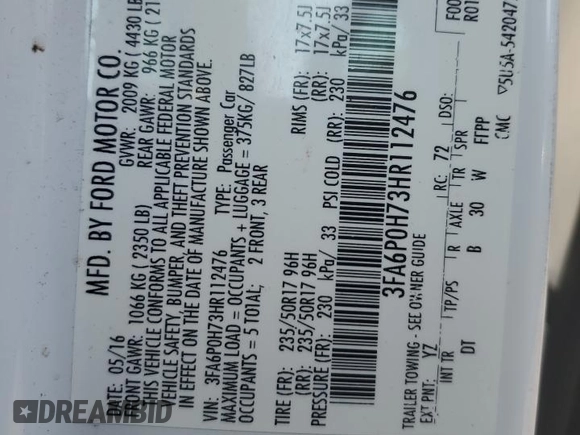 MFD. BY FORD MOTOR CO.
DATE: 05/16 GVWR: 2009 KG / 4430 LB
FRONT GAWR: 1066 KG (2350 LB) REAR GAWR: 966 KG (21
THIS VEHICLE CONFORMS TO ALL APPLICABLE FEDERAL MOTOR
VEHICLE SAFETY, BUMPER, AND THEFT PREVENTION STANDARDS
IN EFFECT ON THE DATE OF MANUFACTURE SHOWN ABOVE.
VIN: 3FA6P0H73HR112476 TYPE: Passenger Car
MAXIMUM LOAD = OCCUPANTS + LUGGAGE = 375KG/ 827LB
OCCUPANTS = 5 TOTAL; 2 FRONT, 3 REAR
TIRE (FR): 235/50R17 96H RIMS (FR): 17x7.5J
(RR): 235/50R17 96H (RR): 17x7.5J
PRESSURE (FR): 230 kPa/ 33 PSI COLD (RR): 230 kPa/ 33
3FA6P0H73HR112476
TRAILER TOWING - SEE OWNER GUIDE
EXT PNT: YZ RC: 72 DSO:
INT TR TP/PS R AXLE TR SPR
DT B 30 W FTPP
CMC
F00
R01
▽5U5A-542047
DREAMBID